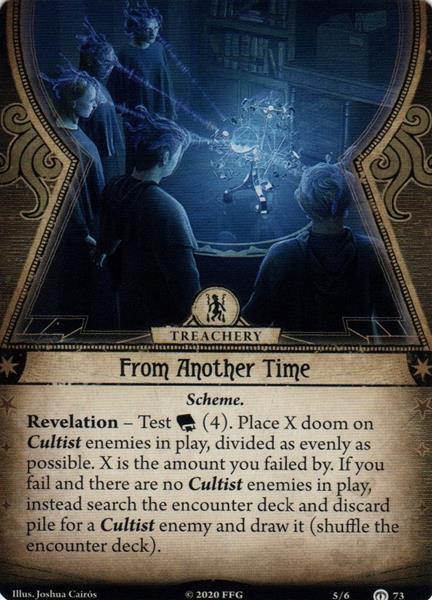 TREACHERY
From Another Time
Scheme.
Revelation – Test (4). Place X doom on
Cultist enemies in play, divided as evenly as
possible. X is the amount you failed by. If you
fail and there are no Cultist enemies in play,
instead search the encounter deck and discard
pile for a Cultist enemy and draw it (shuffle the
encounter deck).
Illus. Joshua Cairós © 2020 FFG 5/6 73